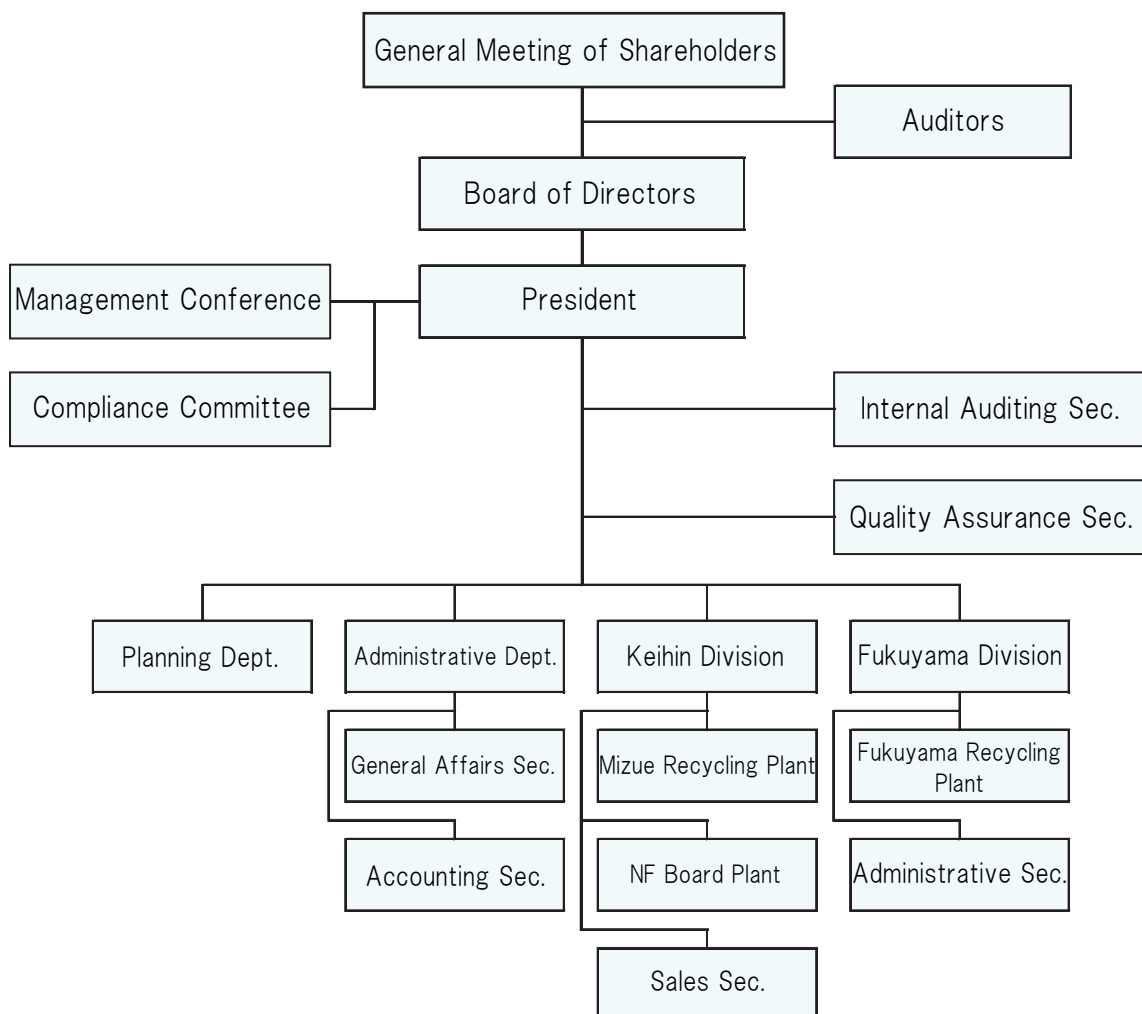 General Meeting of Shareholders
Auditors
Board of Directors
Management Conference
President
Compliance Committee
Internal Auditing Sec.
Quality Assurance Sec.
Planning Dept.
Administrative Dept.
Keihin Division
Fukuyama Division
General Affairs Sec.
Mizue Recycling Plant
Fukuyama Recycling
Plant
Accounting Sec.
NF Board Plant
Administrative Sec.
Sales Sec.